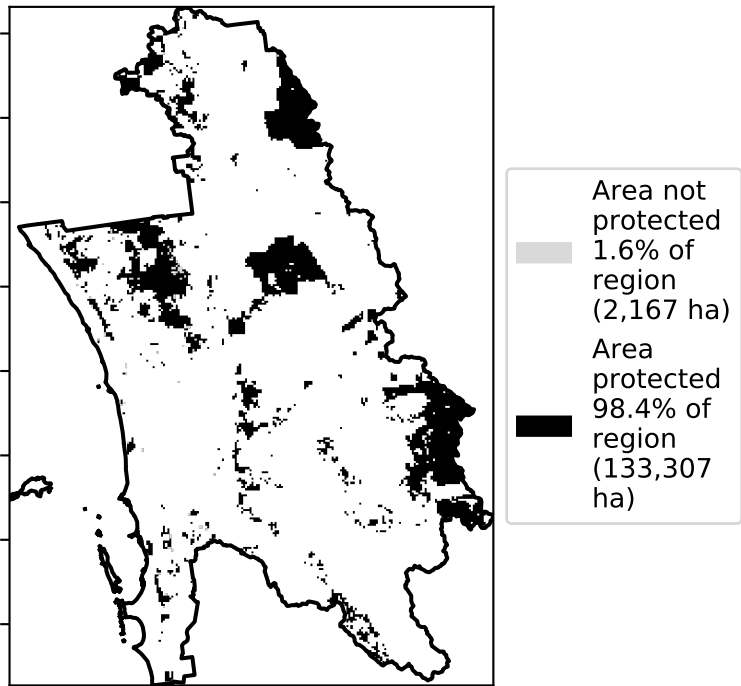 Area not
protected
1.6% of
region
(2,167 ha)
Area
protected
98.4% of
region
(133,307
ha)